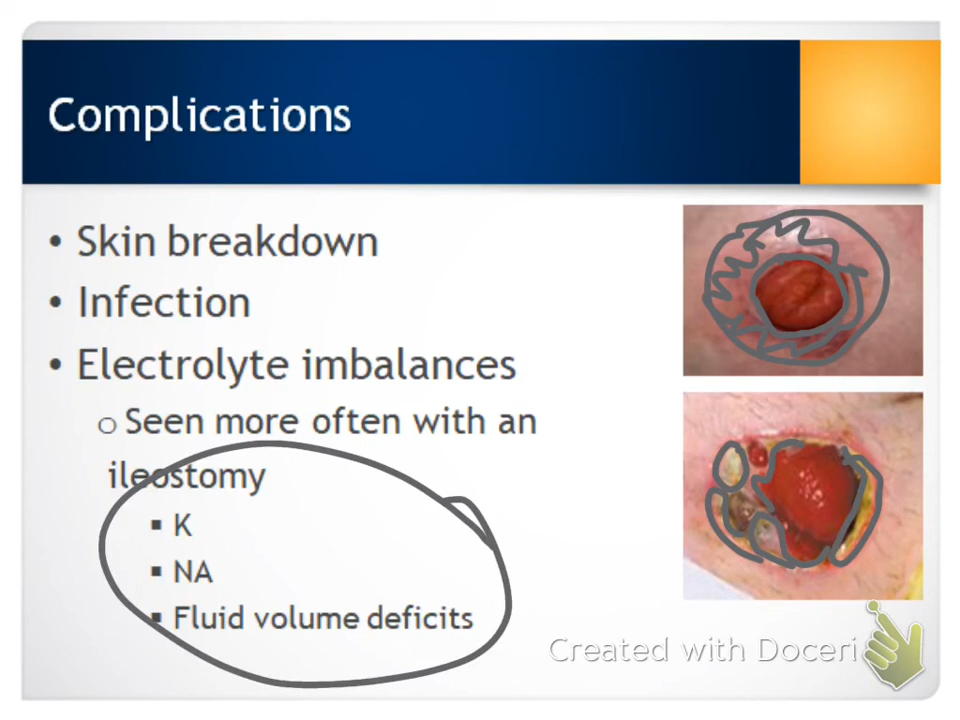 Complications
• Skin breakdown
• Infection
• Electrolyte imbalances
o Seen more often with an
ileostomy
▪ K
▪ NA
▪ Fluid volume deficits
Created with Doceri